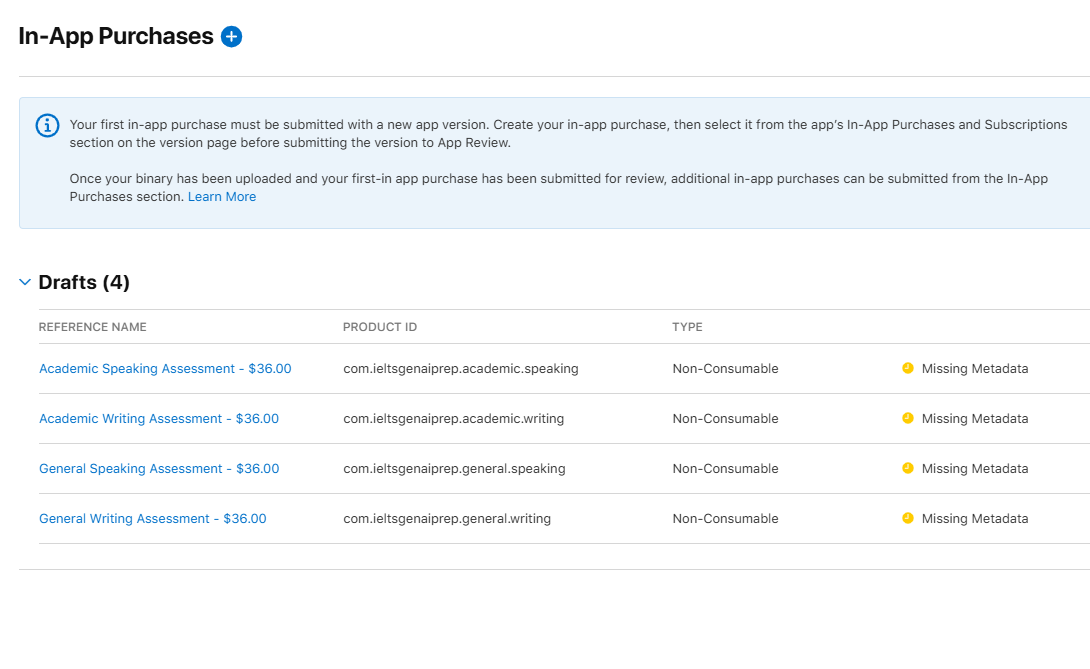 In-App Purchases
Your first in-app purchase must be submitted with a new app version. Create your in-app purchase, then select it from the app's In-App Purchases and Subscriptions
section on the version page before submitting the version to App Review.
Once your binary has been uploaded and your first-in app purchase has been submitted for review, additional in-app purchases can be submitted from the In-App
Purchases section. Learn More
Drafts (4)
REFERENCE NAME PRODUCT ID TYPE
Academic Speaking Assessment - $36.00 com.ieltsgenaiprep.academic.speaking Non-Consumable Missing Metadata
Academic Writing Assessment - $36.00 com.ieltsgenaiprep.academic.writing Non-Consumable Missing Metadata
General Speaking Assessment - $36.00 com.ieltsgenaiprep.general.speaking Non-Consumable Missing Metadata
General Writing Assessment - $36.00 com.ieltsgenaiprep.general.writing Non-Consumable Missing Metadata